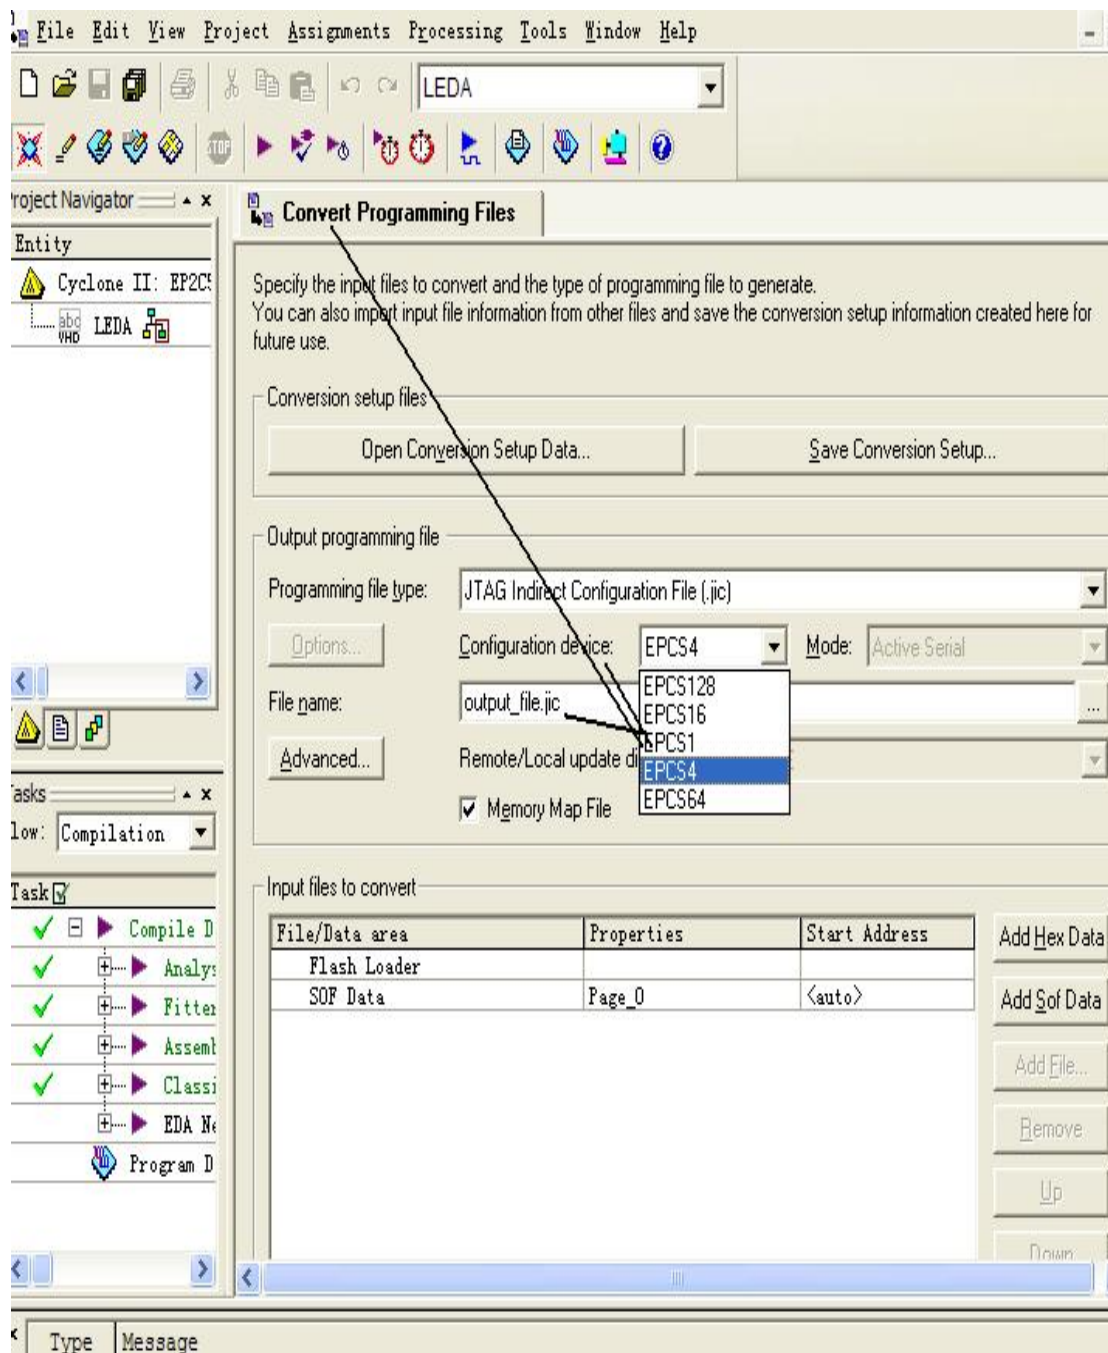 File Edit View Project Assignments Processing Tools Window Help
LEDA
STOP
Project Navigator
Entity
Cyclone II: EP2C5
abc
VHD
LEDA
Convert Programming Files
Specify the input files to convert and the type of programming file to generate.
You can also import input file information from other files and save the conversion setup information created here for
future use.
Conversion setup files
Open Conversion Setup Data...
Save Conversion Setup...
Output programming file
Programming file type:
JTAG Indirect Configuration File (.jic)
Options...
Configuration device:
EPCS4
Mode:
Active Serial
EPCS128
EPCS16
EPCS1
EPCS4
EPCS64
File name:
output_file.jic
...
Advanced...
Remote/Local update di
Memory Map File
Tasks
low:
Compilation
Task
Compile D
Analys
Fitter
Assemb
Classi
EDA Ne
Program D
Input files to convert
File/Data area Properties Start Address
Flash Loader
SOF Data Page_0 <auto>
Add Hex Data
Add Sof Data
Add File...
Remove
Up
Down
Type Message